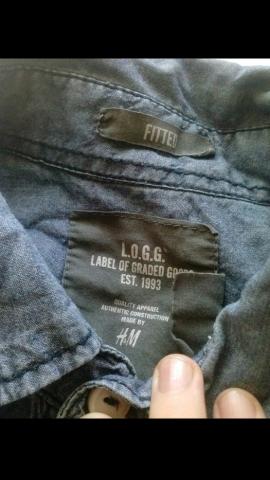 FITTED
L.O.G.G.
LABEL OF GRADED GOODS
EST. 1993
QUALITY APPAREL
AUTHENTIC CONSTRUCTION
MADE BY
H&M